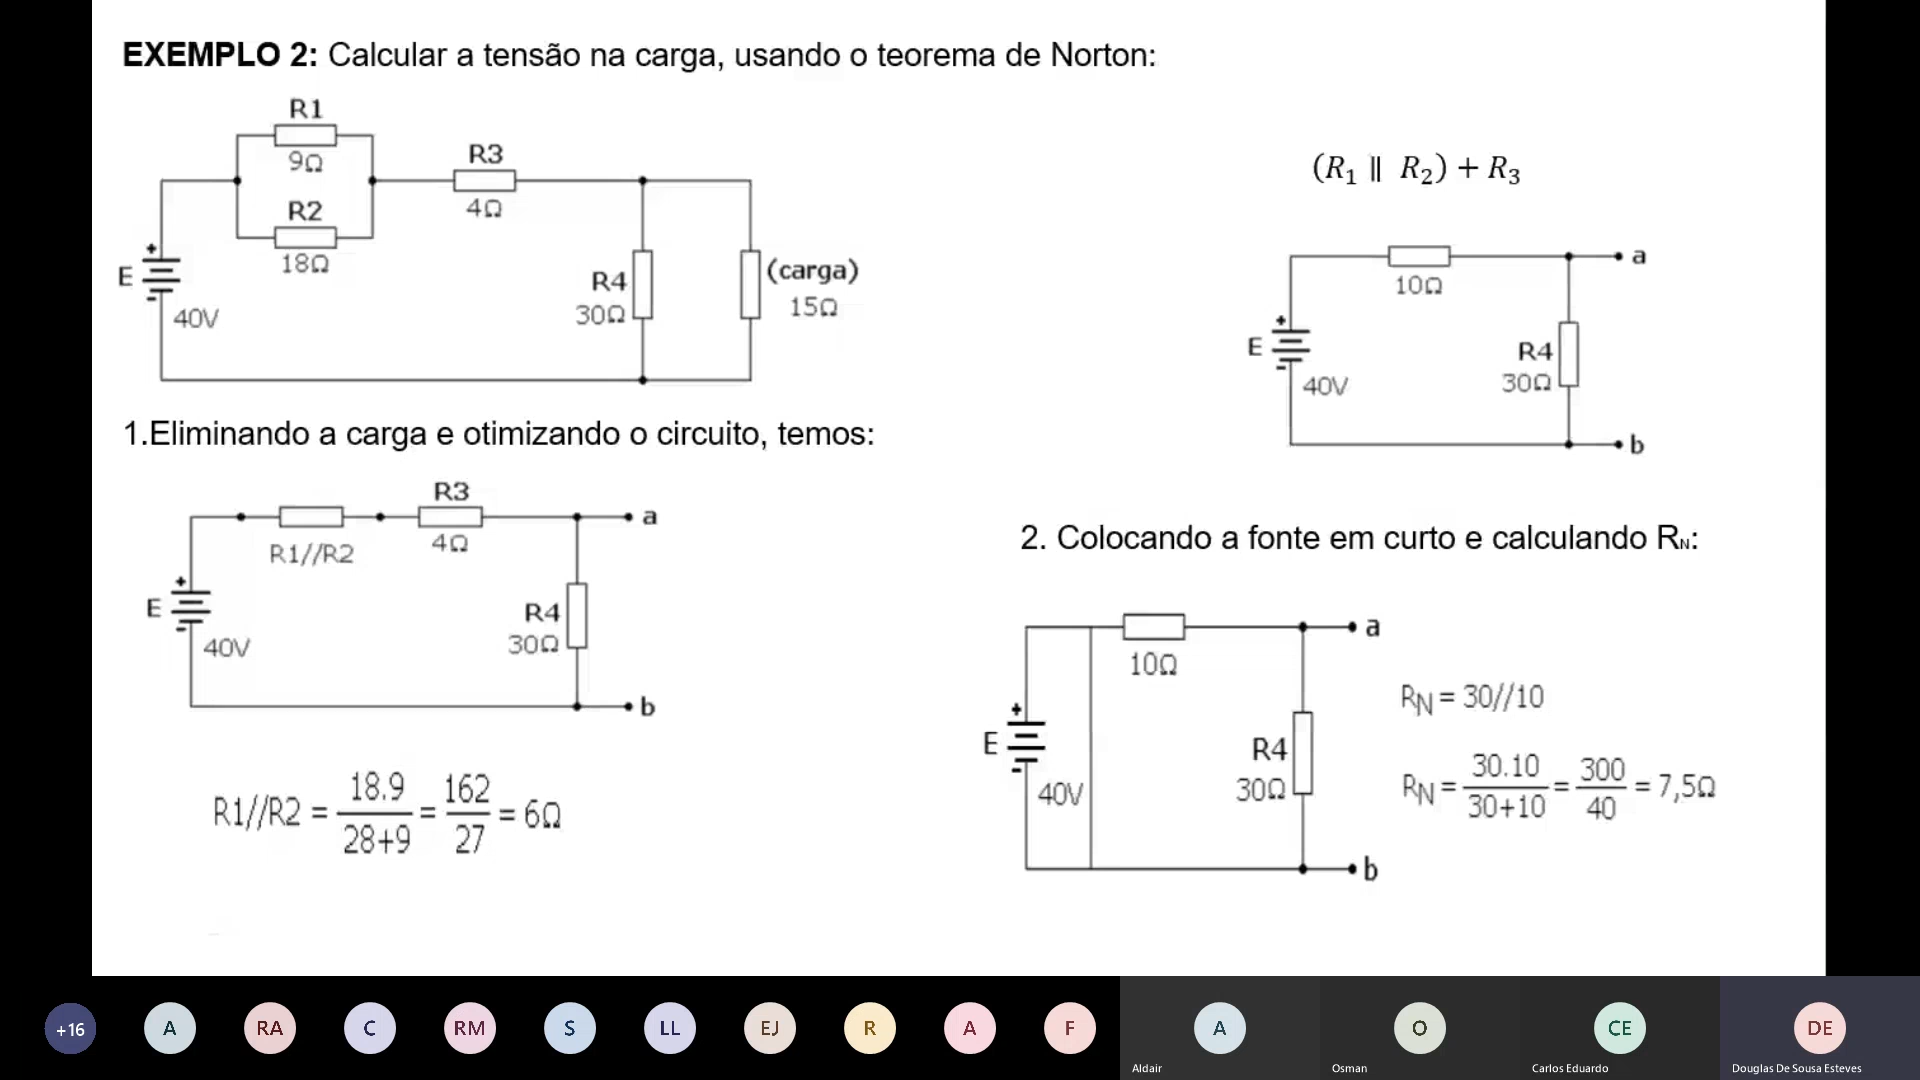 EXEMPLO 2: Calcular a tensão na carga, usando o teorema de Norton:
R1
9Ω
R2
18Ω
R3
4Ω
E
+
-
40V
R4
30Ω
(carga)
15Ω
1.Eliminando a carga e otimizando o circuito, temos:
R1//R2
R3
4Ω
a
E
+
-
40V
R4
30Ω
b
R1//R2 = 18.9/28+9 = 162/27 = 6Ω
(R₁ ∥ R₂) + R₃
10Ω
a
E
+
-
40V
R4
30Ω
b
2. Colocando a fonte em curto e calculando RN:
10Ω
a
E
+
-
40V
R4
30Ω
b
RN = 30//10
RN = 30.10/30+10 = 300/40 = 7,5Ω
+16
A
RA
C
RM
S
LL
EJ
R
A
F
A
Aldair
O
Osman
CE
Carlos Eduardo
DE
Douglas De Sousa Esteves